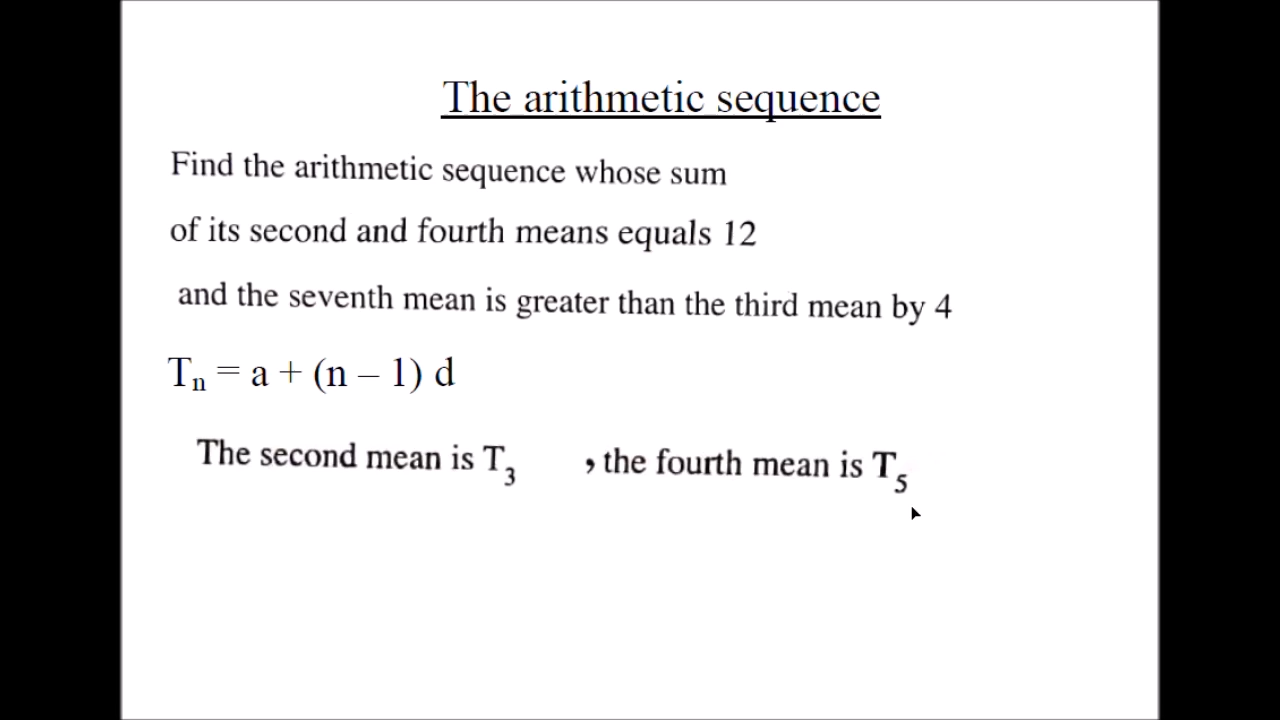 The arithmetic sequence
Find the arithmetic sequence whose sum
of its second and fourth means equals 12
and the seventh mean is greater than the third mean by 4
Tₙ = a + (n – 1) d
The second mean is T₃ , the fourth mean is T₅